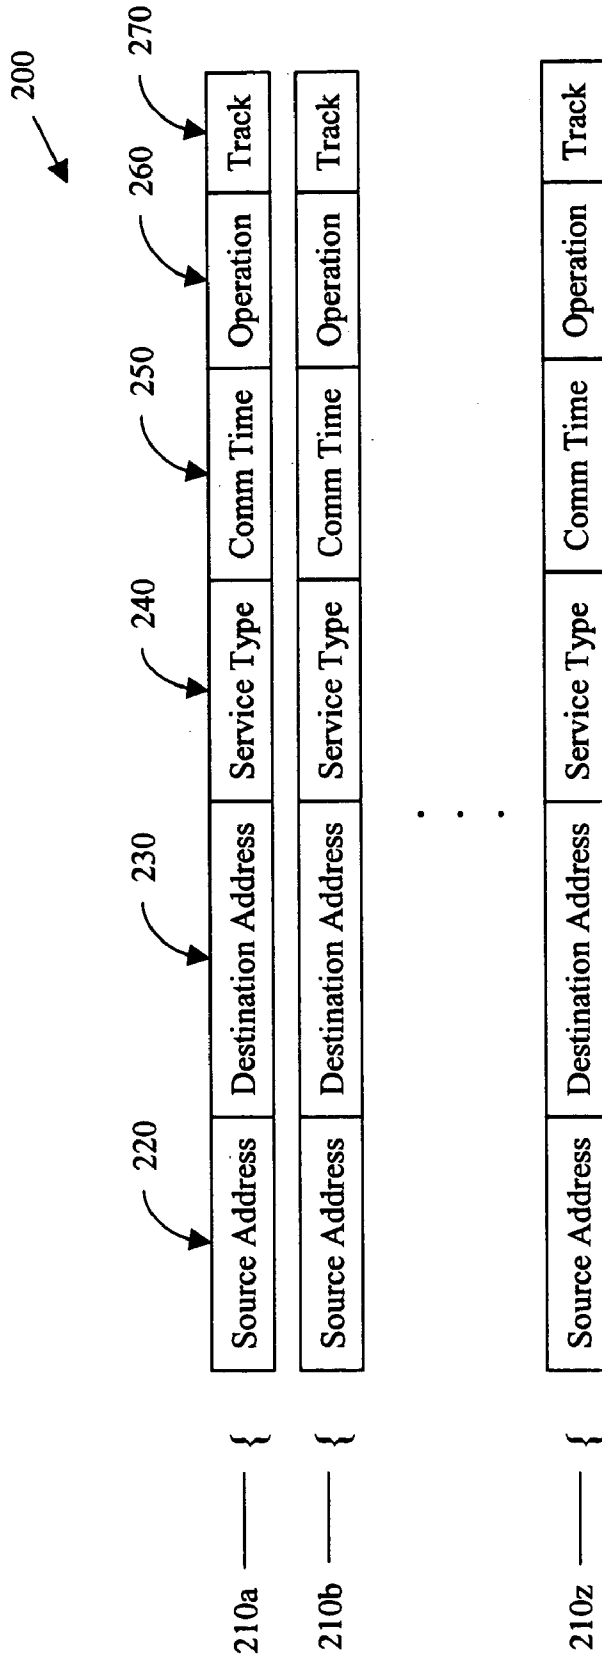 200
220 230 240 250 260 270
210a { Source Address Destination Address Service Type Comm Time Operation Track
210b { Source Address Destination Address Service Type Comm Time Operation Track
. . .
210z { Source Address Destination Address Service Type Comm Time Operation Track